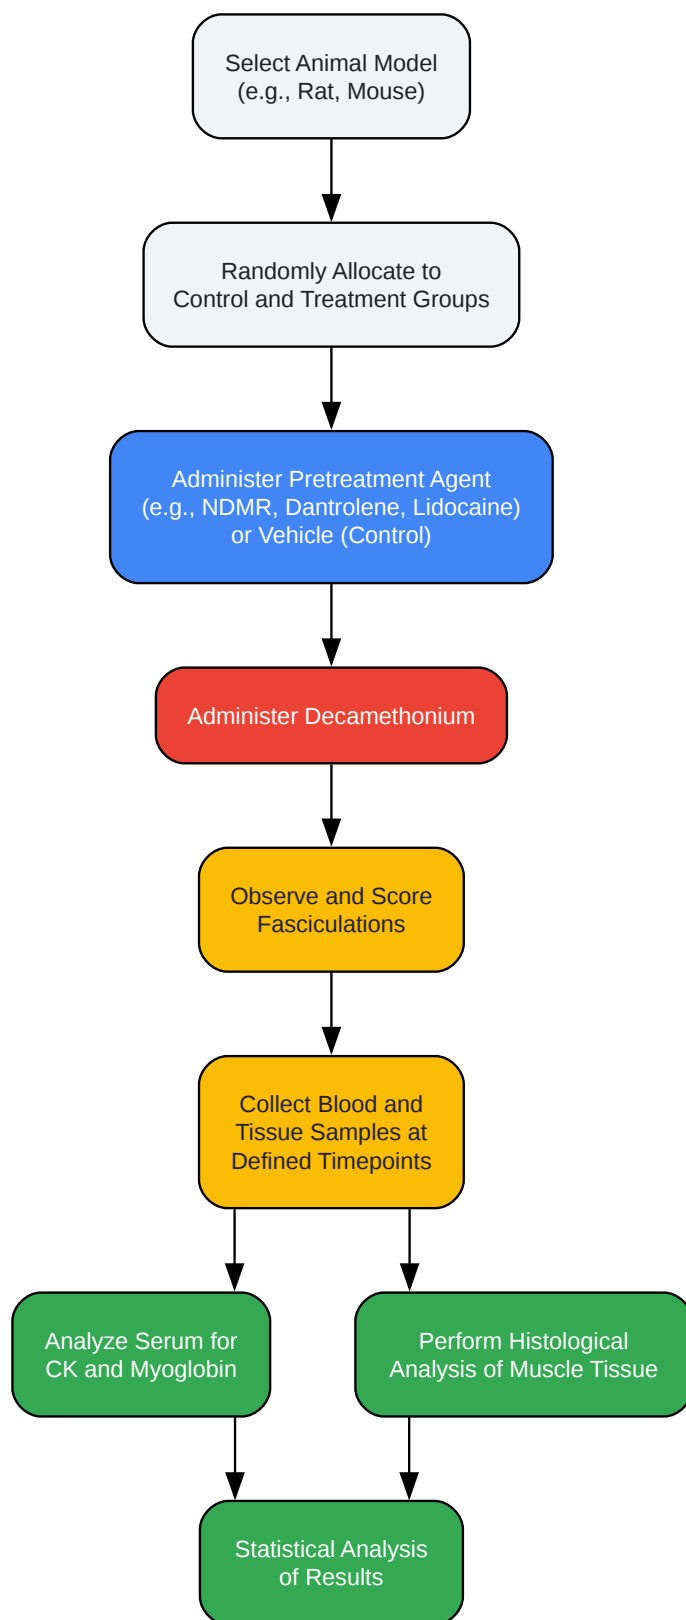 Select Animal Model
(e.g., Rat, Mouse)
Randomly Allocate to
Control and Treatment Groups
Administer Pretreatment Agent
(e.g., NDMR, Dantrolene, Lidocaine)
or Vehicle (Control)
Administer Decamethonium
Observe and Score
Fasciculations
Collect Blood and
Tissue Samples at
Defined Timepoints
Analyze Serum for
CK and Myoglobin
Perform Histological
Analysis of Muscle Tissue
Statistical Analysis
of Results